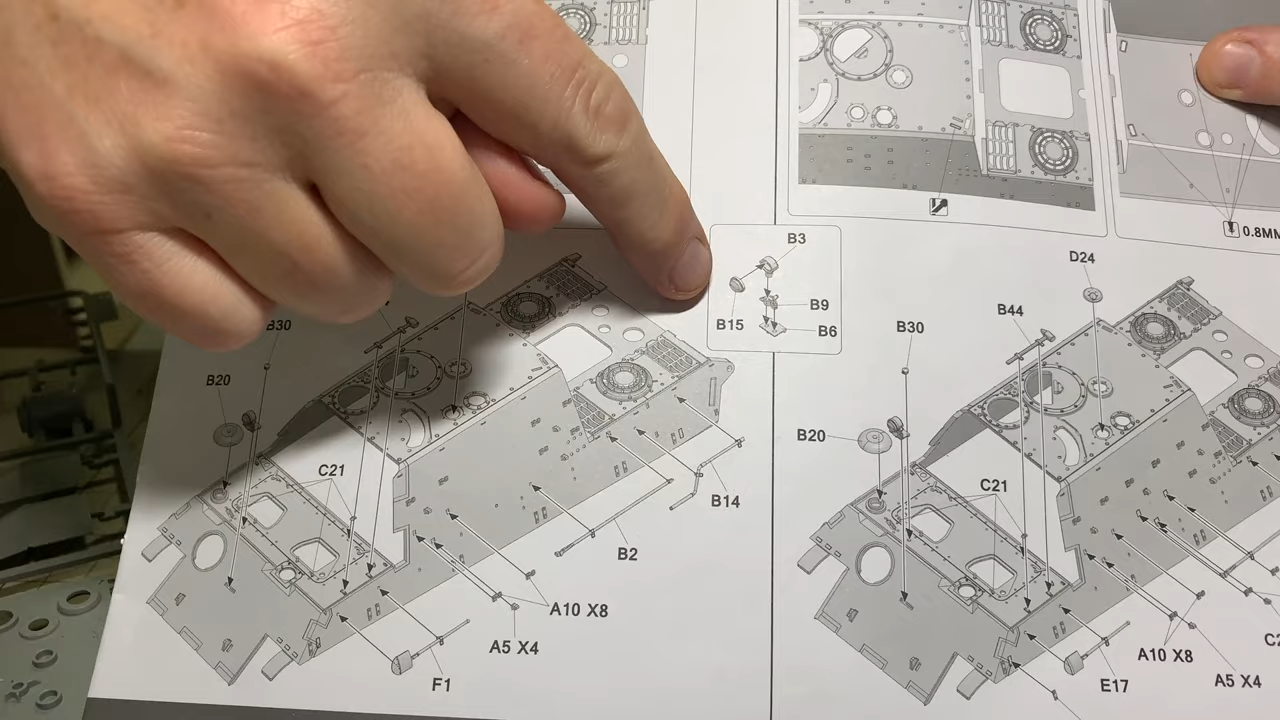 0.8MM
B3
B15
B9
B6
B30
B20
C21
B14
B2
A10 X8
A5 X4
F1
D24
B44
B30
B20
C21
A10 X8
A5 X4
E17